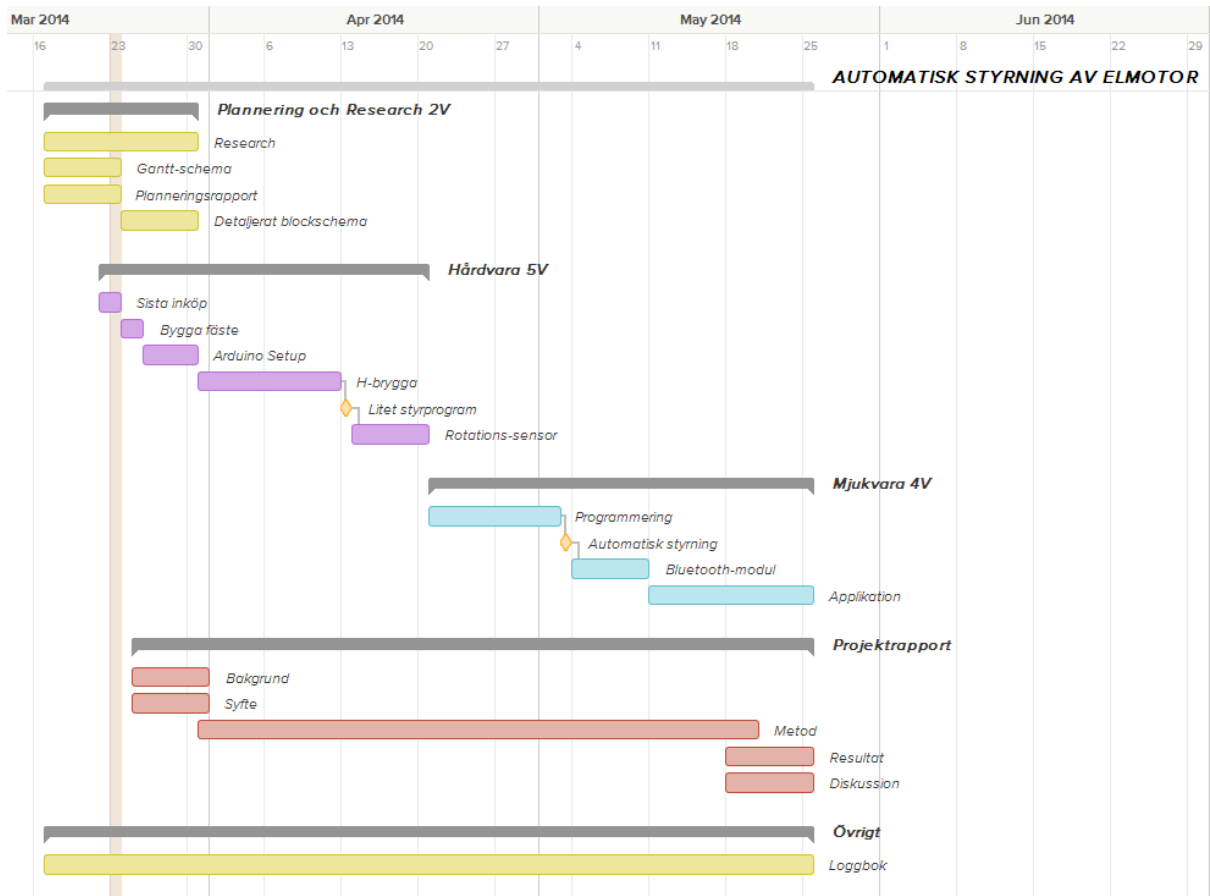 Mar 2014 Apr 2014 May 2014 Jun 2014
16 23 30 6 13 20 27 4 11 18 25 1 8 15 22 29
AUTOMATISK STYRNING AV ELMOTOR
Plannering och Research 2V
Research
Gantt-schema
Planneringsrapport
Detaljerat blockschema
Hårdvara 5V
Sista inköp
Bygga fäste
Arduino Setup
H-brygga
Litet styrprogram
Rotations-sensor
Mjukvara 4V
Programmering
Automatisk styrning
Bluetooth-modul
Applikation
Projektrapport
Bakgrund
Syfte
Metod
Resultat
Diskussion
Övrigt
Loggbok